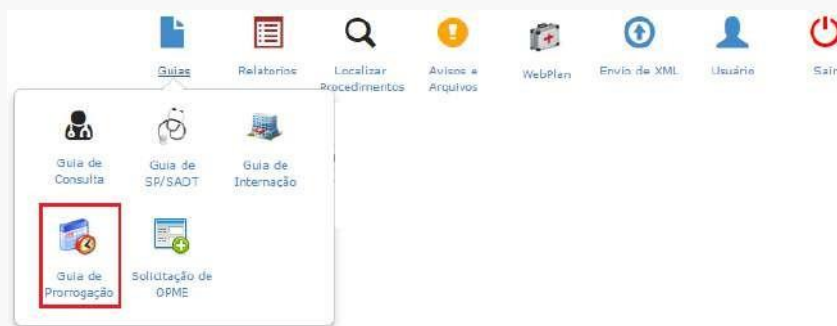 Guias
Relatorios
Localizar
Procedimentos
Avisos e
Arquivos
WebPlan
Envio de XML
Usuário
Sair
Guia de
Consulta
Guia de
SP/SADT
Guia de
Internação
Guia de
Prorrogação
Solicitação de
OPME